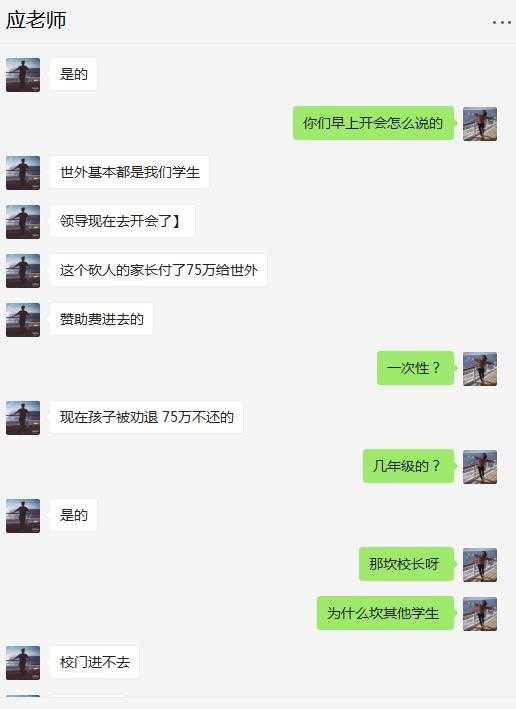 应老师
是的
你们早上开会怎么说的
世外基本都是我们学生
领导现在去开会了】
这个砍人的家长付了75万给世外
赞助费进去的
一次性？
现在孩子被劝退 75万不还的
几年级的？
是的
那坎校长呀
为什么坎其他学生
校门进不去